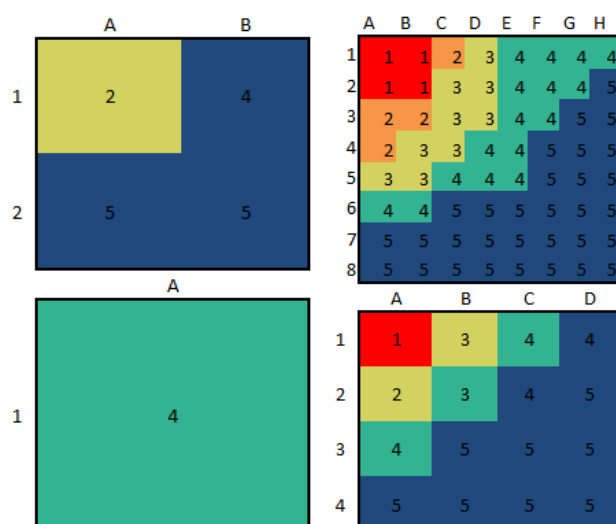 A B
1 2 4
2 5 5
A B C D E F G H
1 1 1 2 3 4 4 4 4
2 1 1 3 3 4 4 4 5
3 2 2 3 3 4 4 5 5
4 2 3 3 4 4 5 5 5
5 3 3 4 4 4 5 5 5
6 4 4 5 5 5 5 5 5
7 5 5 5 5 5 5 5 5
8 5 5 5 5 5 5 5 5
A
1 4
A B C D
1 1 3 4 4
2 2 3 4 5
3 4 5 5 5
4 5 5 5 5